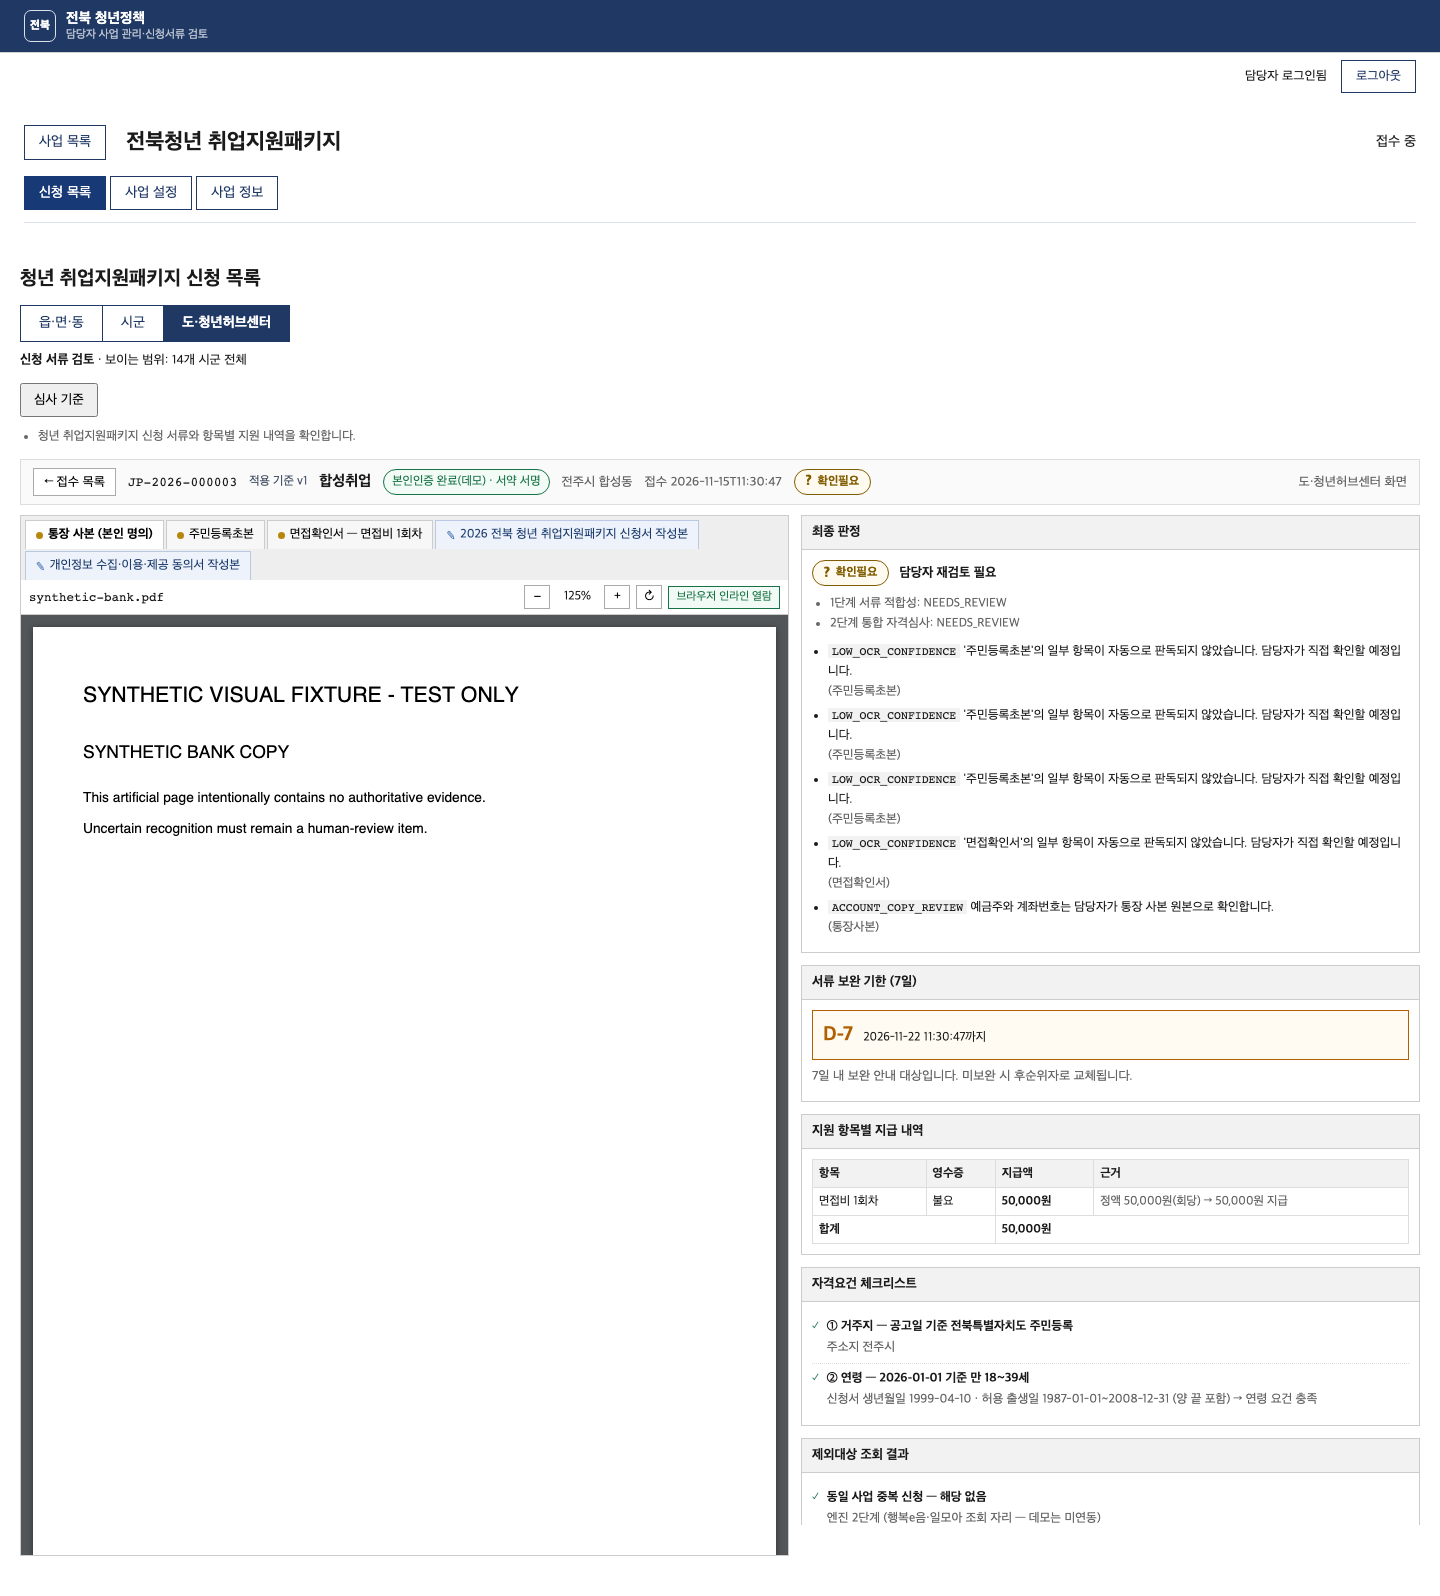 전북
전북 청년정책
담당자 사업 관리·신청서류 검토
담당자 로그인됨
로그아웃
사업 목록
전북청년 취업지원패키지
접수 중
신청 목록
사업 설정
사업 정보
청년 취업지원패키지 신청 목록
읍·면·동
시군
도·청년허브센터
신청 서류 검토 · 보이는 범위: 14개 시군 전체
심사 기준
청년 취업지원패키지 신청 서류와 항목별 지원 내역을 확인합니다.
← 접수 목록
JP-2026-000003
적용 기준 v1
합성취업
본인인증 완료(데모) · 서약 서명
전주시 합성동
접수 2026-11-15T11:30:47
? 확인필요
도·청년허브센터 화면
통장 사본 (본인 명의)
주민등록초본
면접확인서 — 면접비 1회차
✎ 2026 전북 청년 취업지원패키지 신청서 작성본
✎ 개인정보 수집·이용·제공 동의서 작성본
synthetic-bank.pdf
−
125%
+
↻
브라우저 인라인 열람
SYNTHETIC VISUAL FIXTURE - TEST ONLY
SYNTHETIC BANK COPY
This artificial page intentionally contains no authoritative evidence.
Uncertain recognition must remain a human-review item.
최종 판정
? 확인필요
담당자 재검토 필요
1단계 서류 적합성: NEEDS_REVIEW
2단계 통합 자격심사: NEEDS_REVIEW
LOW_OCR_CONFIDENCE '주민등록초본'의 일부 항목이 자동으로 판독되지 않았습니다. 담당자가 직접 확인할 예정입
니다.
(주민등록초본)
LOW_OCR_CONFIDENCE '주민등록초본'의 일부 항목이 자동으로 판독되지 않았습니다. 담당자가 직접 확인할 예정입
니다.
(주민등록초본)
LOW_OCR_CONFIDENCE '주민등록초본'의 일부 항목이 자동으로 판독되지 않았습니다. 담당자가 직접 확인할 예정입
니다.
(주민등록초본)
LOW_OCR_CONFIDENCE '면접확인서'의 일부 항목이 자동으로 판독되지 않았습니다. 담당자가 직접 확인할 예정입니
다.
(면접확인서)
ACCOUNT_COPY_REVIEW 예금주와 계좌번호는 담당자가 통장 사본 원본으로 확인합니다.
(통장사본)
서류 보완 기한 (7일)
D-7 2026-11-22 11:30:47까지
7일 내 보완 안내 대상입니다. 미보완 시 후순위자로 교체됩니다.
지원 항목별 지급 내역
항목 영수증 지급액 근거
면접비 1회차 불요 50,000원 정액 50,000원(회당) → 50,000원 지급
합계 50,000원
자격요건 체크리스트
✓ ① 거주지 — 공고일 기준 전북특별자치도 주민등록
주소지 전주시
✓ ② 연령 — 2026-01-01 기준 만 18~39세
신청서 생년월일 1999-04-10 · 허용 출생일 1987-01-01~2008-12-31 (양 끝 포함) → 연령 요건 충족
제외대상 조회 결과
✓ 동일 사업 중복 신청 — 해당 없음
엔진 2단계 (행복e음·일모아 조회 자리 — 데모는 미연동)